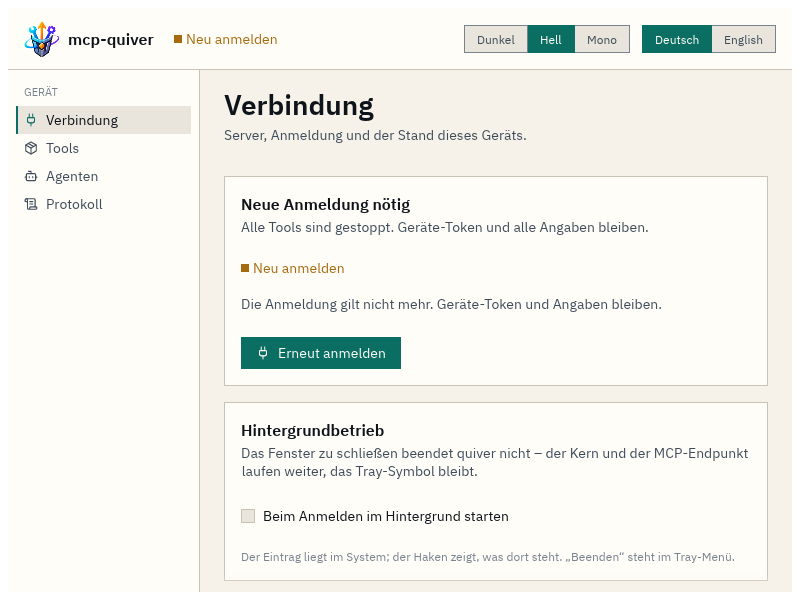 mcp-quiver
Neu anmelden
Dunkel Hell Mono Deutsch English
GERÄT
Verbindung
Tools
Agenten
Protokoll
Verbindung
Server, Anmeldung und der Stand dieses Geräts.
Neue Anmeldung nötig
Alle Tools sind gestoppt. Geräte-Token und alle Angaben bleiben.
Neu anmelden
Die Anmeldung gilt nicht mehr. Geräte-Token und Angaben bleiben.
Erneut anmelden
Hintergrundbetrieb
Das Fenster zu schließen beendet quiver nicht – der Kern und der MCP-Endpunkt
laufen weiter, das Tray-Symbol bleibt.
Beim Anmelden im Hintergrund starten
Der Eintrag liegt im System; der Haken zeigt, was dort steht. „Beenden“ steht im Tray-Menü.